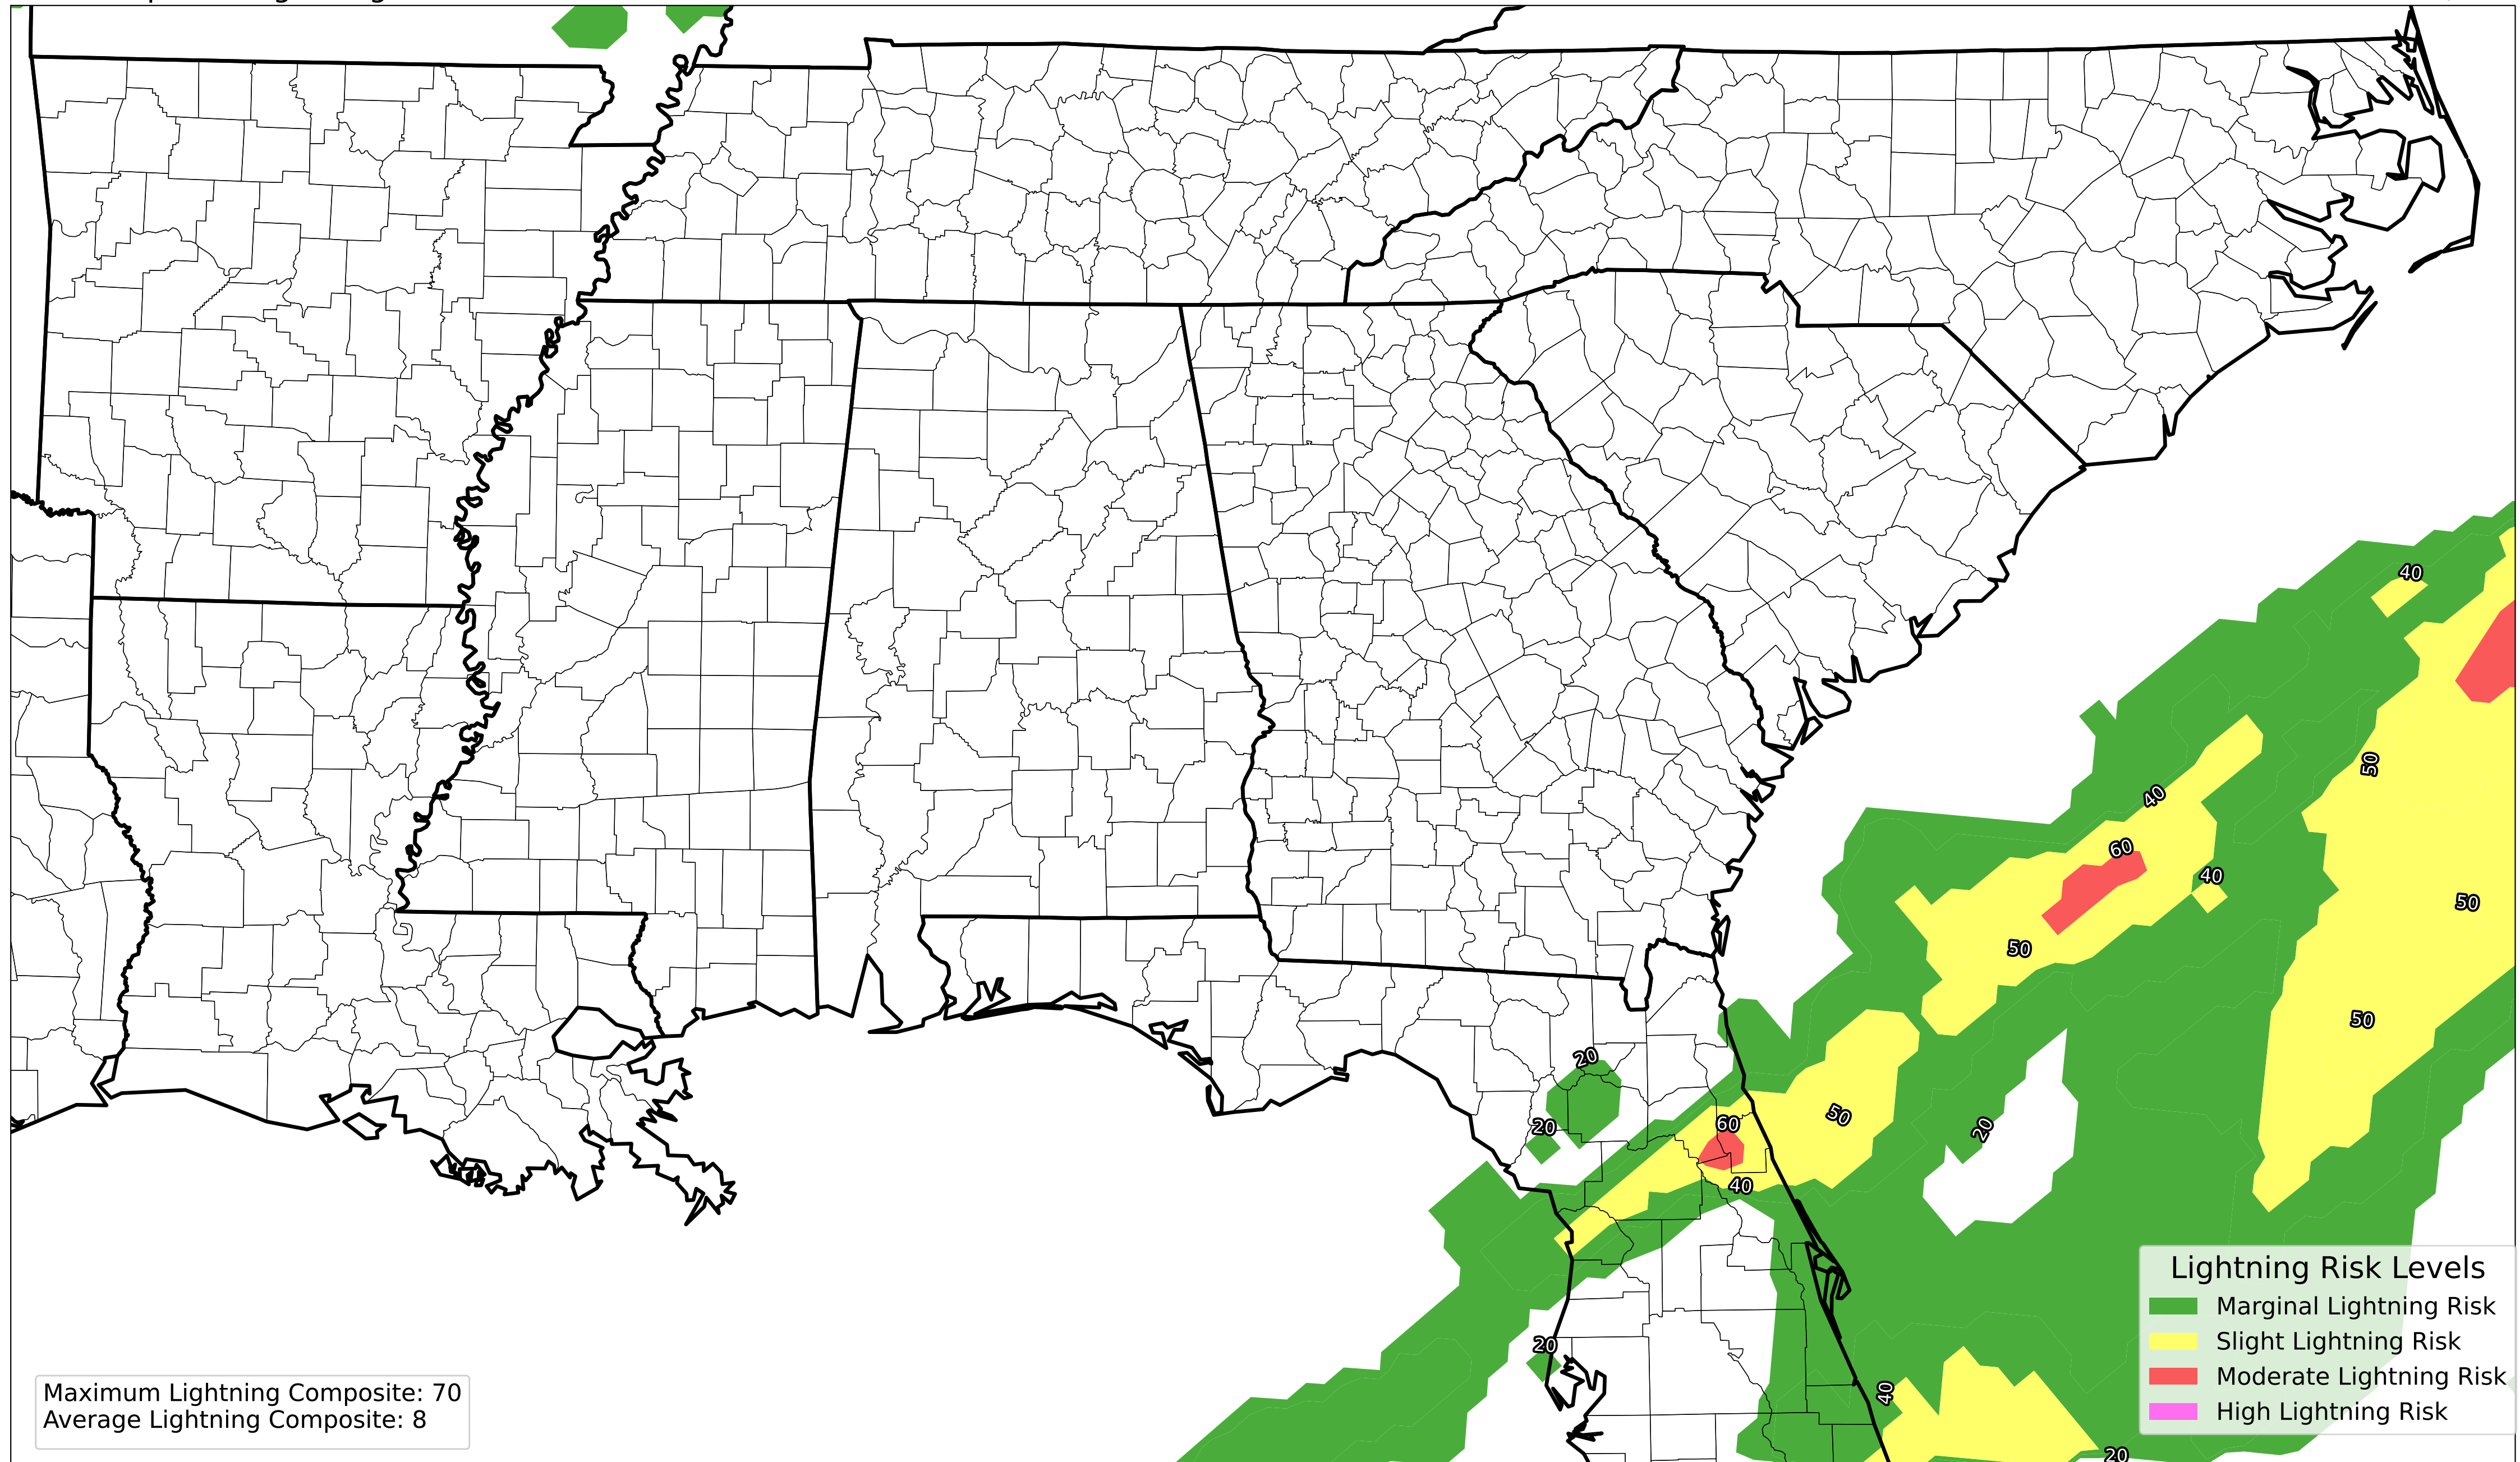 40
50
40
60
40
50
50
50
20
60
50
20
20
40
20
40
20
Lightning Risk Levels
Marginal Lightning Risk
Slight Lightning Risk
Moderate Lightning Risk
High Lightning Risk
Maximum Lightning Composite: 70
Average Lightning Composite: 8